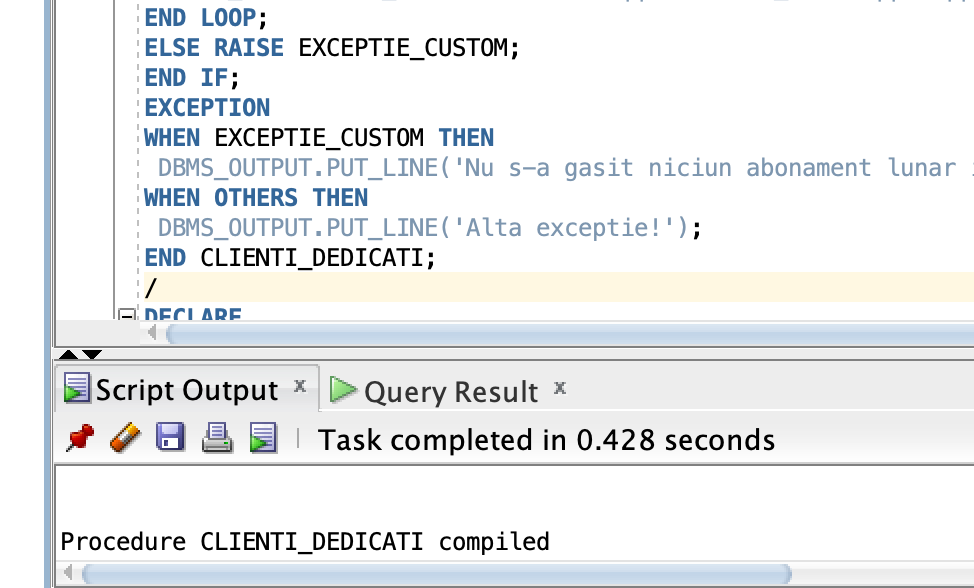 END LOOP;
ELSE RAISE EXCEPTIE_CUSTOM;
END IF;
EXCEPTION
WHEN EXCEPTIE_CUSTOM THEN
DBMS_OUTPUT.PUT_LINE('Nu s-a gasit niciun abonament lunar
WHEN OTHERS THEN
DBMS_OUTPUT.PUT_LINE('Alta exceptie!');
END CLIENTI_DEDICATI;
/
DECLARE
Script Output x Query Result x
Task completed in 0.428 seconds
Procedure CLIENTI_DEDICATI compiled